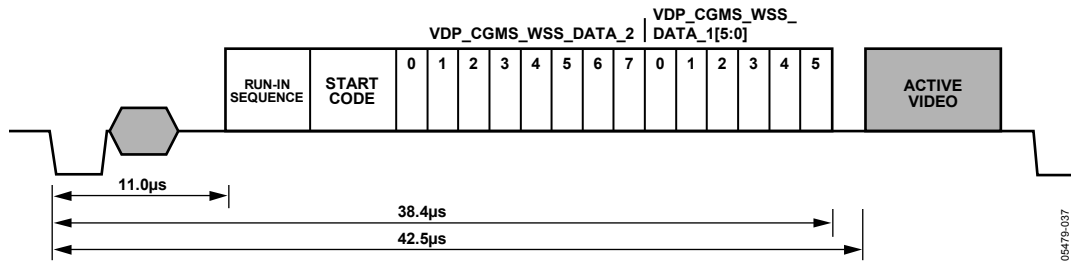 VDP_CGMS_WSS_
VDP_CGMS_WSS_DATA_2 DATA_1[5:0]
0 1 2 3 4 5 6 7 0 1 2 3 4 5
RUN-IN
SEQUENCE
START
CODE
ACTIVE
VIDEO
11.0µs
38.4µs
42.5µs
05479-037